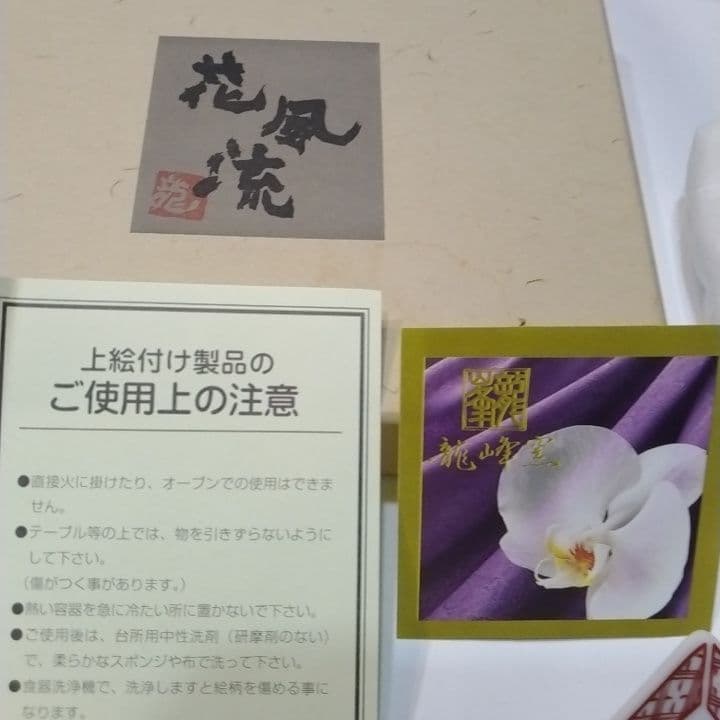 花
風
流
上絵付け製品の
ご使用上の注意
●直接火に掛けたり、オーブンでの使用はできま
せん。
●テーブル等の上では、物を引きずらないように
して下さい。
(傷がつく事があります。)
●熱い容器を急に冷たい所に置かないで下さい。
●ご使用後は、台所用中性洗剤（研磨剤のない）
で、柔らかなスポンジや布で洗って下さい。
●食器洗浄機で、洗浄しますと絵柄を傷める事に
なります。
龍峰窯